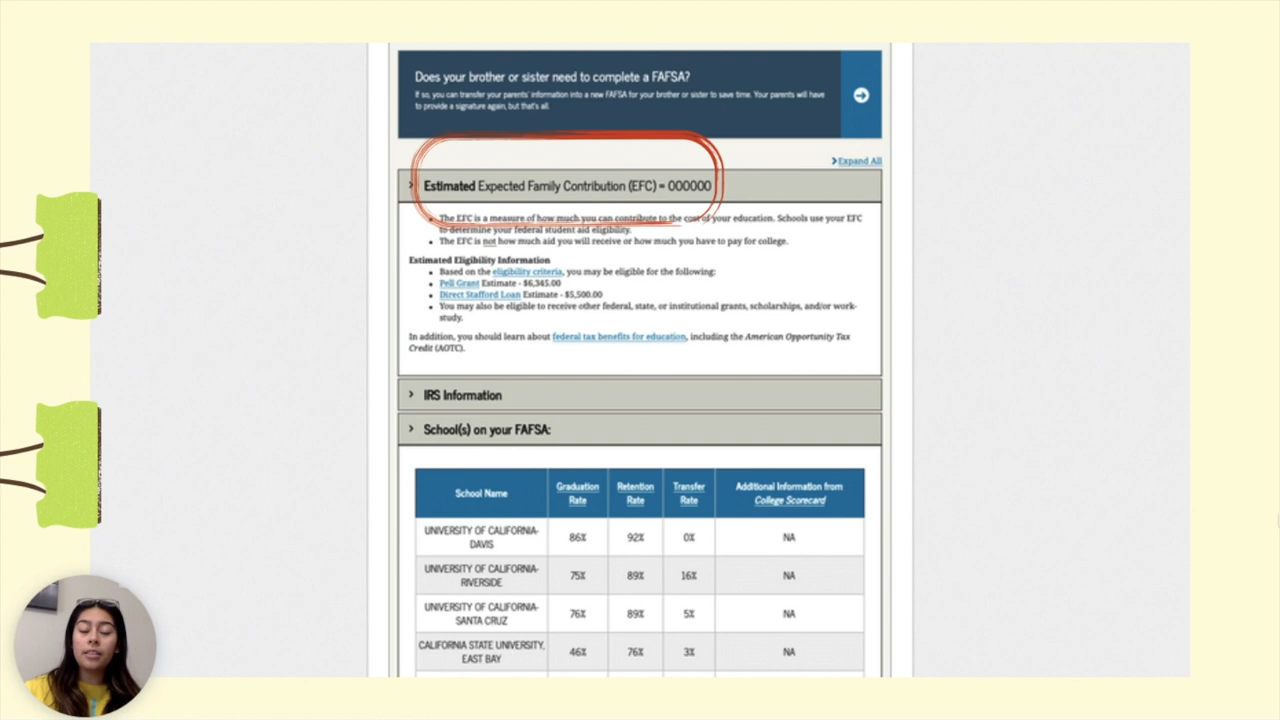 Does your brother or sister need to complete a FAFSA?
If so, you can transfer your parents' information into a new FAFSA for your brother or sister to save time. Your parents will have
to provide a signature again, but that's all.
Expand All
Estimated Expected Family Contribution (EFC) = 000000
The EFC is a measure of how much you can contribute to the cost of your education. Schools use your EFC
to determine your federal student aid eligibility.
The EFC is not how much aid you will receive or how much you have to pay for college.
Estimated Eligibility Information
Based on the eligibility criteria, you may be eligible for the following:
Pell Grant Estimate - $6,345.00
Direct Stafford Loan Estimate - $5,500.00
You may also be eligible to receive other federal, state, or institutional grants, scholarships, and/or work-
study.
In addition, you should learn about federal tax benefits for education, including the American Opportunity Tax
Credit (AOTC).
IRS Information
School(s) on your FAFSA:
School Name Graduation Rate Retention Rate Transfer Rate Additional Information from College Scorecard
UNIVERSITY OF CALIFORNIA-
DAVIS 86% 92% 0% NA
UNIVERSITY OF CALIFORNIA-
RIVERSIDE 75% 89% 16% NA
UNIVERSITY OF CALIFORNIA-
SANTA CRUZ 76% 89% 5% NA
CALIFORNIA STATE UNIVERSITY,
EAST BAY 46% 76% 3% NA